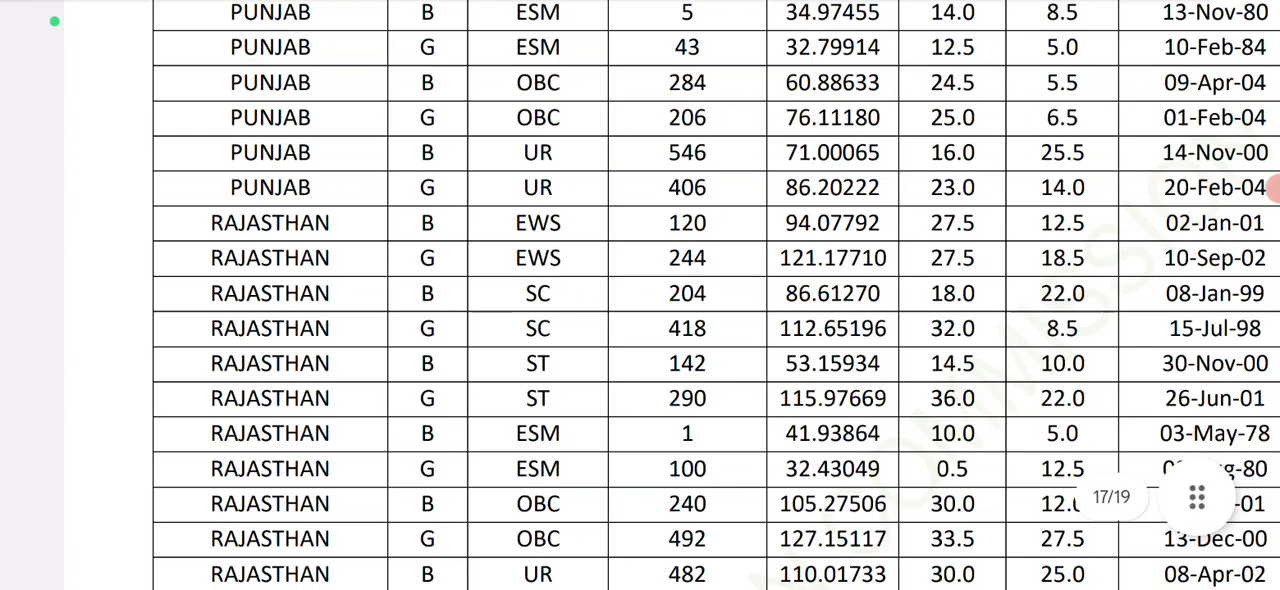 PUNJAB B ESM 5 34.97455 14.0 8.5 13-Nov-80
PUNJAB G ESM 43 32.79914 12.5 5.0 10-Feb-84
PUNJAB B OBC 284 60.88633 24.5 5.5 09-Apr-04
PUNJAB G OBC 206 76.11180 25.0 6.5 01-Feb-04
PUNJAB B UR 546 71.00065 16.0 25.5 14-Nov-00
PUNJAB G UR 406 86.20222 23.0 14.0 20-Feb-04
RAJASTHAN B EWS 120 94.07792 27.5 12.5 02-Jan-01
RAJASTHAN G EWS 244 121.17710 27.5 18.5 10-Sep-02
RAJASTHAN B SC 204 86.61270 18.0 22.0 08-Jan-99
RAJASTHAN G SC 418 112.65196 32.0 8.5 15-Jul-98
RAJASTHAN B ST 142 53.15934 14.5 10.0 30-Nov-00
RAJASTHAN G ST 290 115.97669 36.0 22.0 26-Jun-01
RAJASTHAN B ESM 1 41.93864 10.0 5.0 03-May-78
RAJASTHAN G ESM 100 32.43049 0.5 12.5
RAJASTHAN B OBC 240 105.27506 30.0
17/19
RAJASTHAN G OBC 492 127.15117 33.5 27.5 13-Dec-00
RAJASTHAN B UR 482 110.01733 30.0 25.0 08-Apr-02